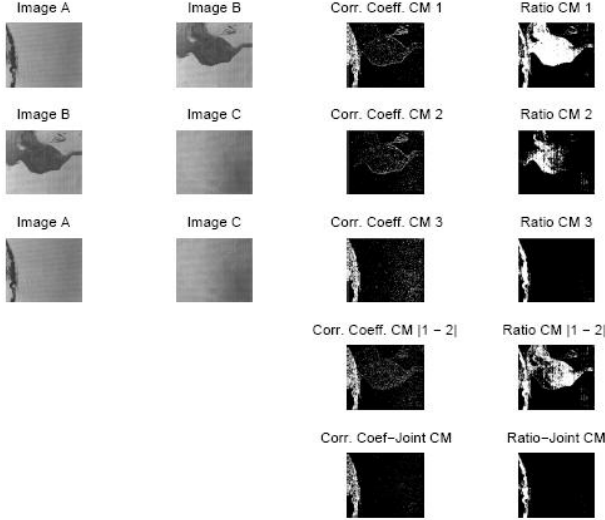 Image A Image B Corr. Coeff. CM 1 Ratio CM 1
Image B Image C Corr. Coeff. CM 2 Ratio CM 2
Image A Image C Corr. Coeff. CM 3 Ratio CM 3
Corr. Coeff. CM |1 − 2| Ratio CM |1 − 2|
Corr. Coef−Joint CM Ratio−Joint CM